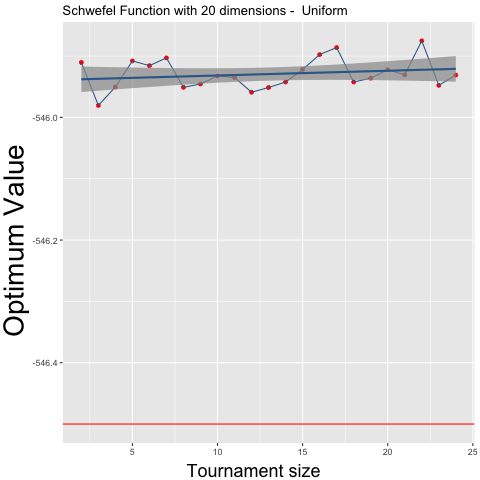 Schwefel Function with 20 dimensions -  Uniform
Optimum Value
-546.0
-546.2
-546.4
5
10
15
20
25
Tournament size